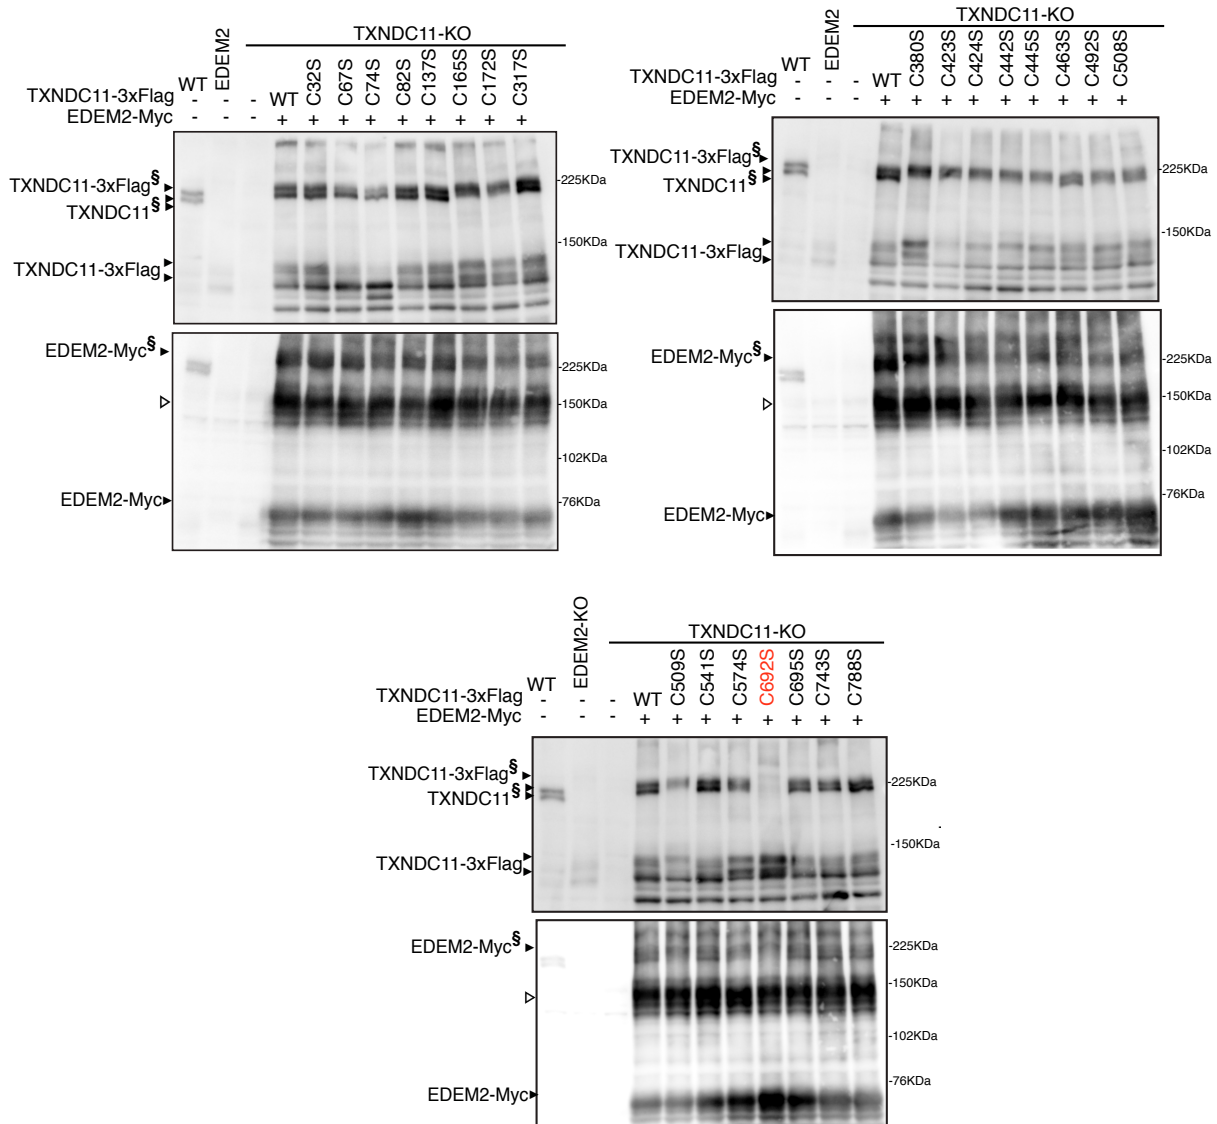 TXNDC11-KO
WT
EDEM2
C32S
C67S
C74S
C82S
C137S
C165S
C172S
C317S
TXNDC11-3xFlag - - - WT
EDEM2-Myc - - - + + + + + + + + +
TXNDC11-3xFlag§
TXNDC11§
TXNDC11-3xFlag
-225KDa
-150KDa
EDEM2-Myc§
EDEM2-Myc
-225KDa
-150KDa
-102KDa
-76KDa
TXNDC11-KO
WT
EDEM2
C380S
C423S
C424S
C442S
C445S
C463S
C492S
C508S
TXNDC11-3xFlag - - - WT
EDEM2-Myc - - - + + + + + + + + +
TXNDC11-3xFlag§
TXNDC11§
TXNDC11-3xFlag
-225KDa
-150KDa
EDEM2-Myc§
EDEM2-Myc
-225KDa
-150KDa
-102KDa
-76KDa
TXNDC11-KO
WT
EDEM2-KO
C509S
C541S
C574S
C692S
C695S
C743S
C788S
TXNDC11-3xFlag - - - WT
EDEM2-Myc - - - + + + + + + + +
TXNDC11-3xFlag§
TXNDC11§
TXNDC11-3xFlag
-225KDa
-150KDa
EDEM2-Myc§
EDEM2-Myc
-225KDa
-150KDa
-102KDa
-76KDa